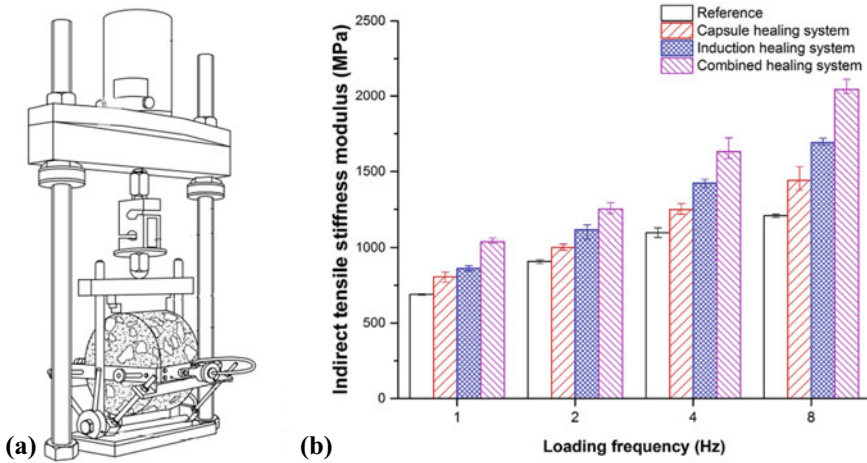 (a)
(b)
Indirect tensile stiffness modulus (MPa)
2500
2000
1500
1000
500
0
Reference
Capsule healing system
Induction healing system
Combined healing system
1 2 4 8
Loading frequency (Hz)